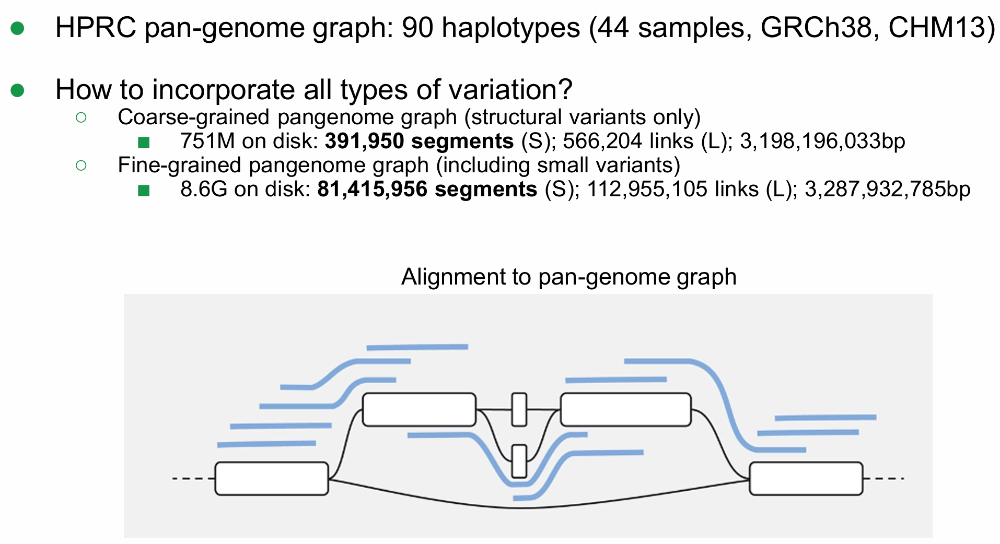 HPRC pan-genome graph: 90 haplotypes (44 samples, GRCh38, CHM13)
How to incorporate all types of variation?
Coarse-grained pangenome graph (structural variants only)
751M on disk: 391,950 segments (S); 566,204 links (L); 3,198,196,033bp
Fine-grained pangenome graph (including small variants)
8.6G on disk: 81,415,956 segments (S); 112,955,105 links (L); 3,287,932,785bp
Alignment to pan-genome graph